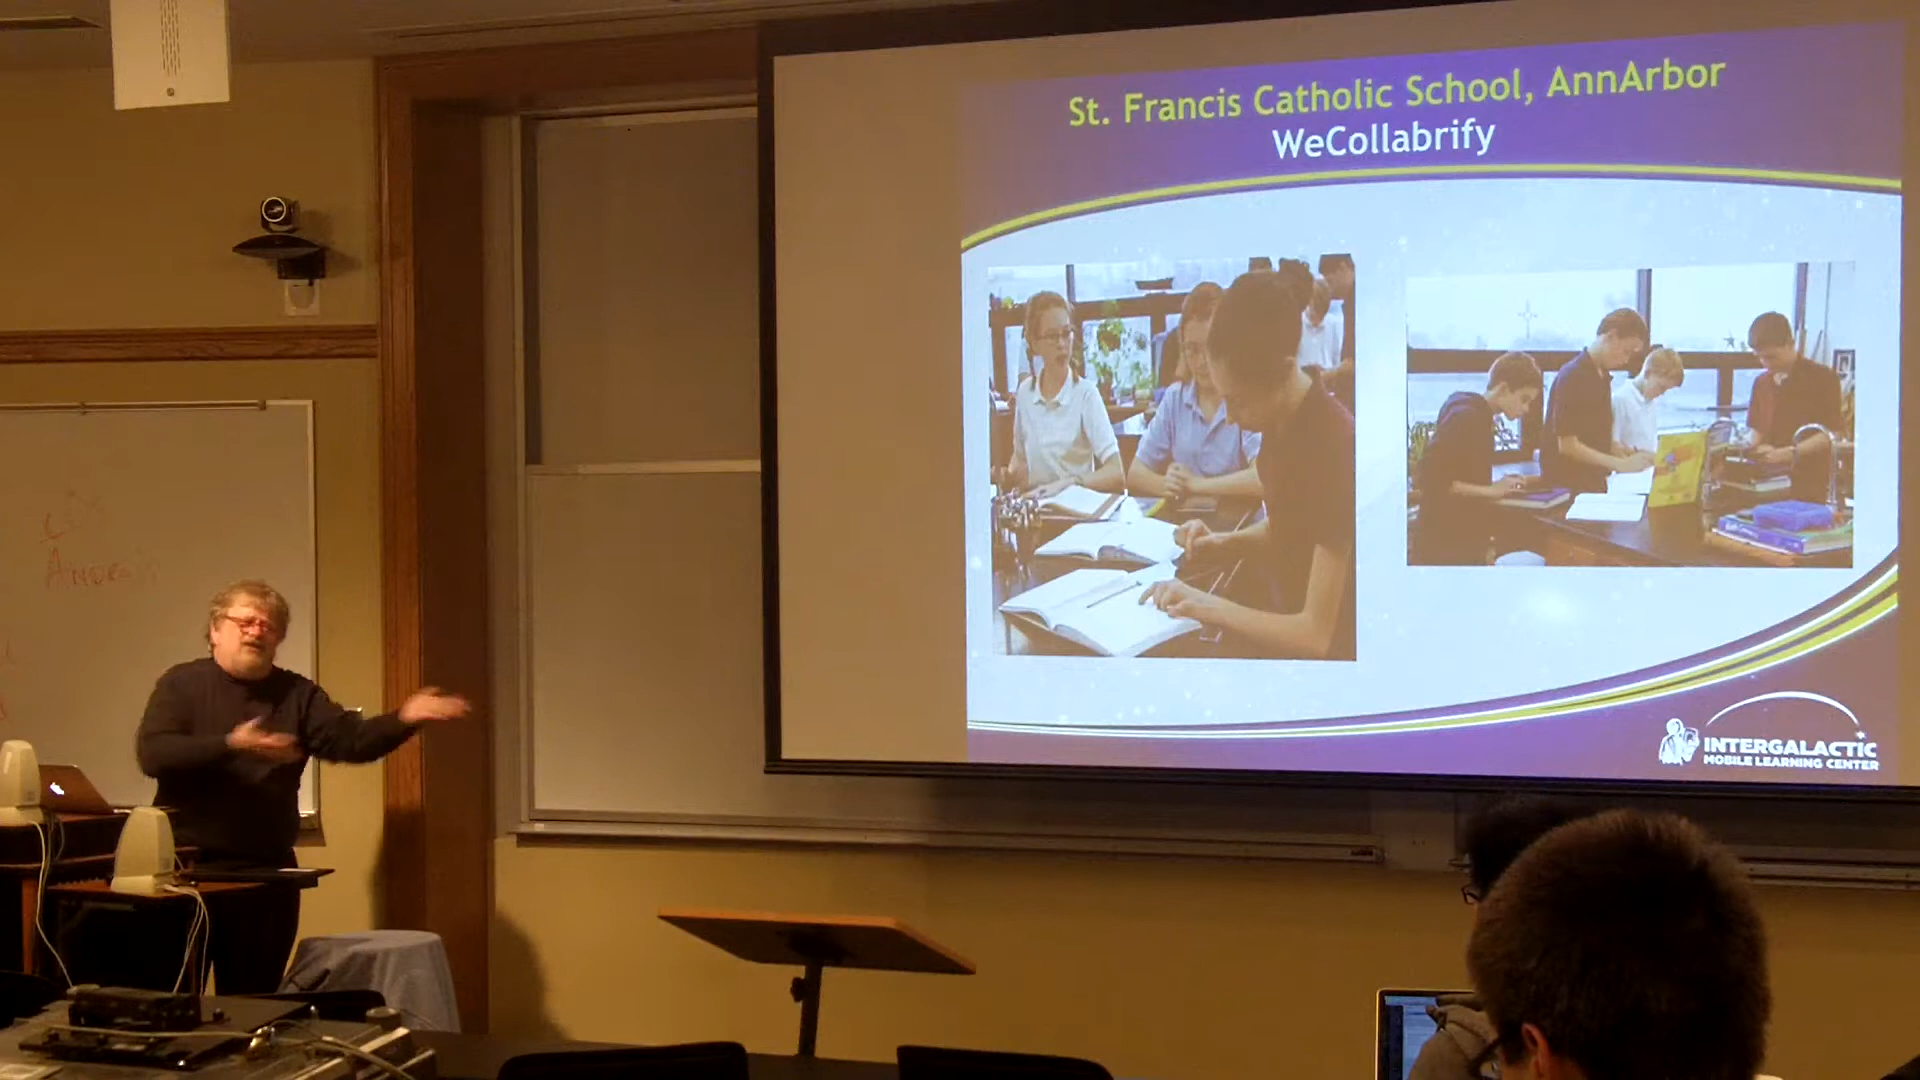 St. Francis Catholic School, AnnArbor
WeCollabrify
INTERGALACTIC
MOBILE LEARNING CENTER